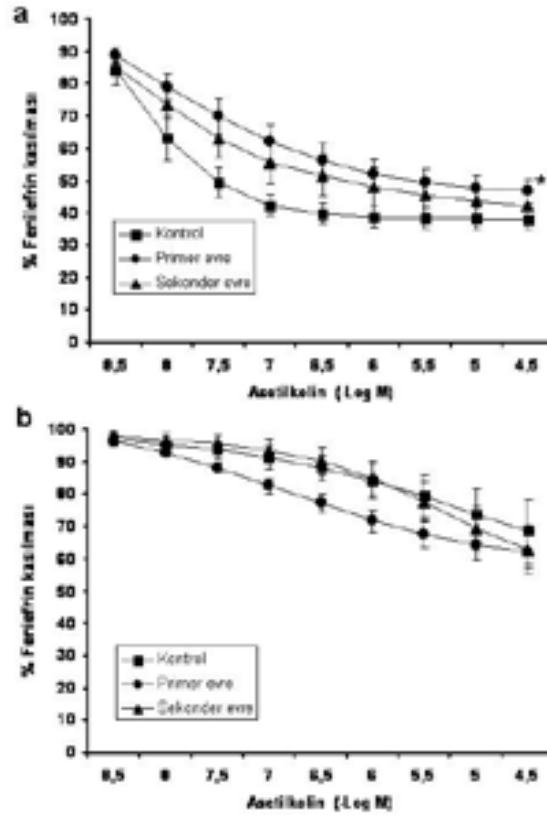 a
% Fenilefrin kasılması
100
90
80
70
60
50
40
30
20
10
0
*
Kontrol
Primer evre
Sekonder evre
8,5 8 7,5 7 6,5 6 5,5 5 4,5
Asetilkolin (-Log M)
b
% Fenilefrin kasılması
100
90
80
70
60
50
40
30
20
10
0
Kontrol
Primer evre
Sekonder evre
8,5 8 7,5 7 6,5 6 5,5 5 4,5
Asetilkolin (-Log M)